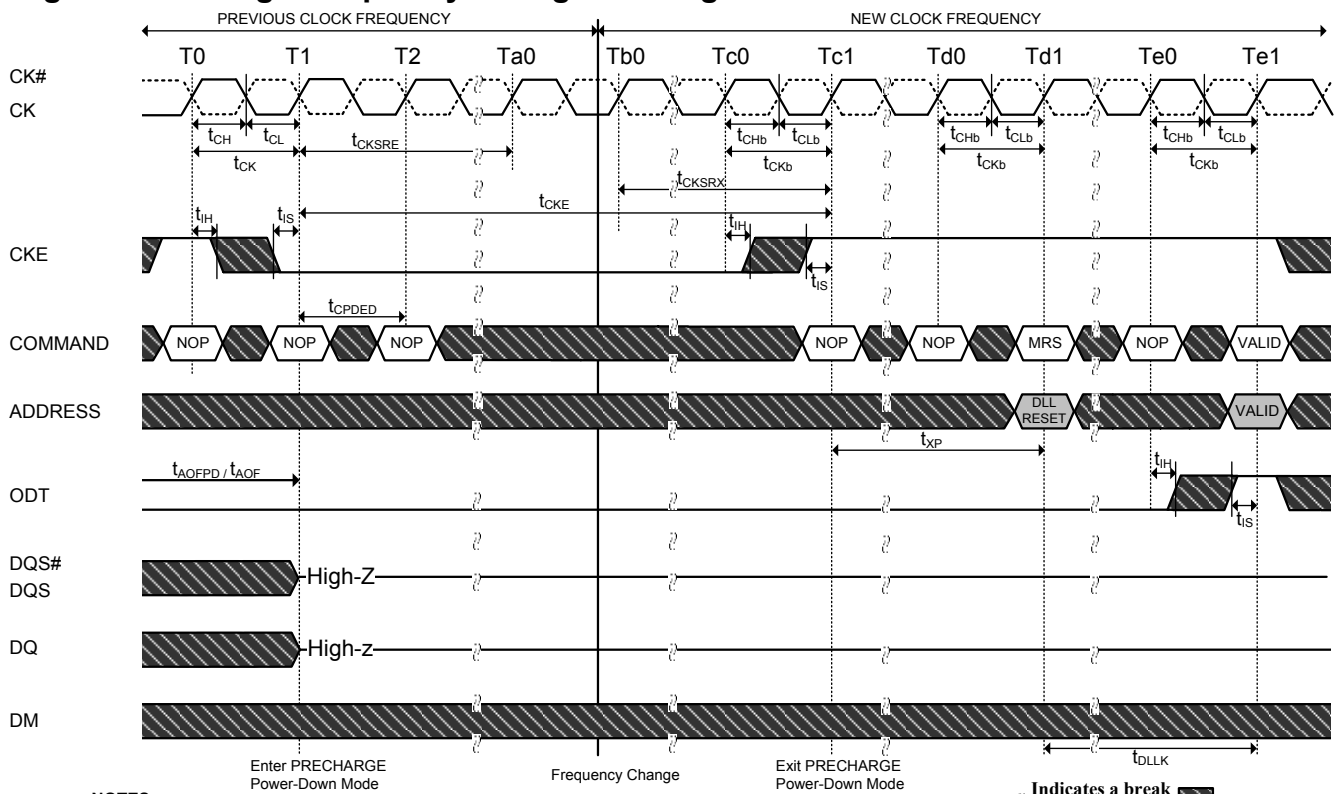 PREVIOUS CLOCK FREQUENCY NEW CLOCK FREQUENCY
T0 T1 T2 Ta0 Tb0 Tc0 Tc1 Td0 Td1 Te0 Te1
CK#
CK
tCH tCL tCKSRE tCHb tCLb tCHb tCLb tCHb tCLb
tCK tCKb tCKb tCKb
tCKSRX
tCKE
tIH tIS tIH
CKE
tIS
tCPDED
COMMAND NOP NOP NOP NOP NOP MRS NOP VALID
ADDRESS DLL RESET VALID
tXP
tAOFPD / tAOF tIH
ODT
tIS
DQS#
DQS
High-Z
DQ High-z
DM
tDLLK
Enter PRECHARGE
Power-Down Mode
Frequency Change
Exit PRECHARGE
Power-Down Mode
Indicates a break